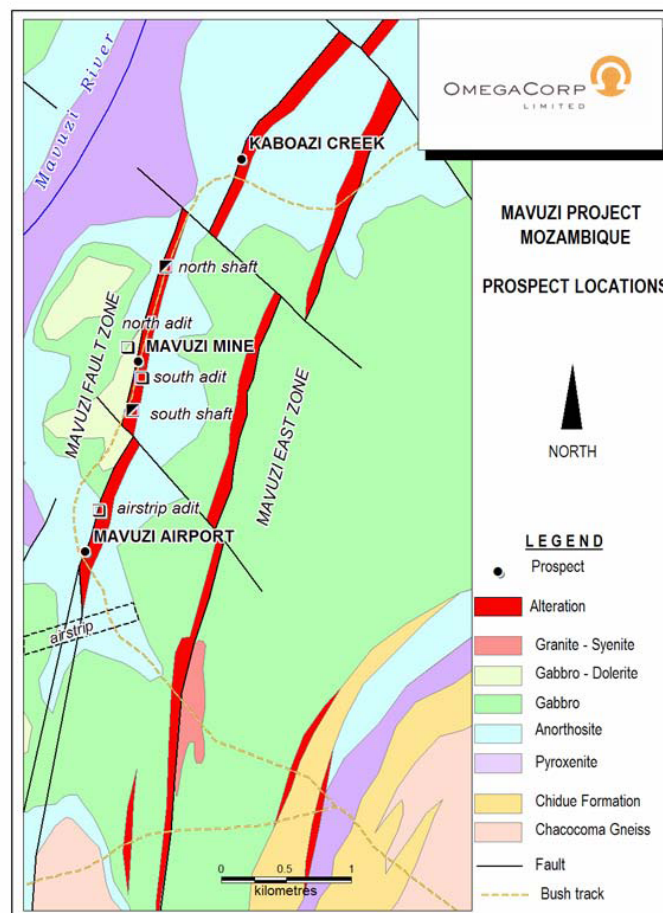 Mavuzi River
OMEGACORP
LIMITED
KABOAZI CREEK
MAVUZI PROJECT
MOZAMBIQUE
PROSPECT LOCATIONS
north shaft
MAVUZI FAULT ZONE
north adit
MAVUZI MINE
south adit
south shaft
MAVUZI EAST ZONE
NORTH
airstrip adit
MAVUZI AIRPORT
airstrip
LEGEND
Prospect
Alteration
Granite - Syenite
Gabbro - Dolerite
Gabbro
Anorthosite
Pyroxenite
Chidue Formation
Chacocoma Gneiss
Fault
Bush track
0 0.5 1
kilometres